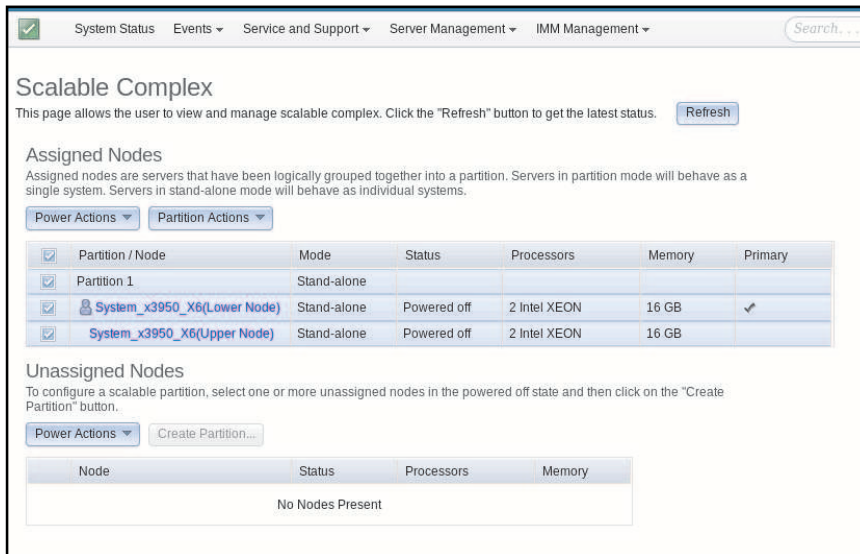 System Status Events Service and Support Server Management IMM Management Search. . .
Scalable Complex
This page allows the user to view and manage scalable complex. Click the "Refresh" button to get the latest status. Refresh
Assigned Nodes
Assigned nodes are servers that have been logically grouped together into a partition. Servers in partition mode will behave as a
single system. Servers in stand-alone mode will behave as individual systems.
Power Actions Partition Actions
Partition / Node Mode Status Processors Memory Primary
Partition 1 Stand-alone
System_x3950_X6(Lower Node) Stand-alone Powered off 2 Intel XEON 16 GB
System_x3950_X6(Upper Node) Stand-alone Powered off 2 Intel XEON 16 GB
Unassigned Nodes
To configure a scalable partition, select one or more unassigned nodes in the powered off state and then click on the "Create
Partition" button.
Power Actions Create Partition...
Node Status Processors Memory
No Nodes Present